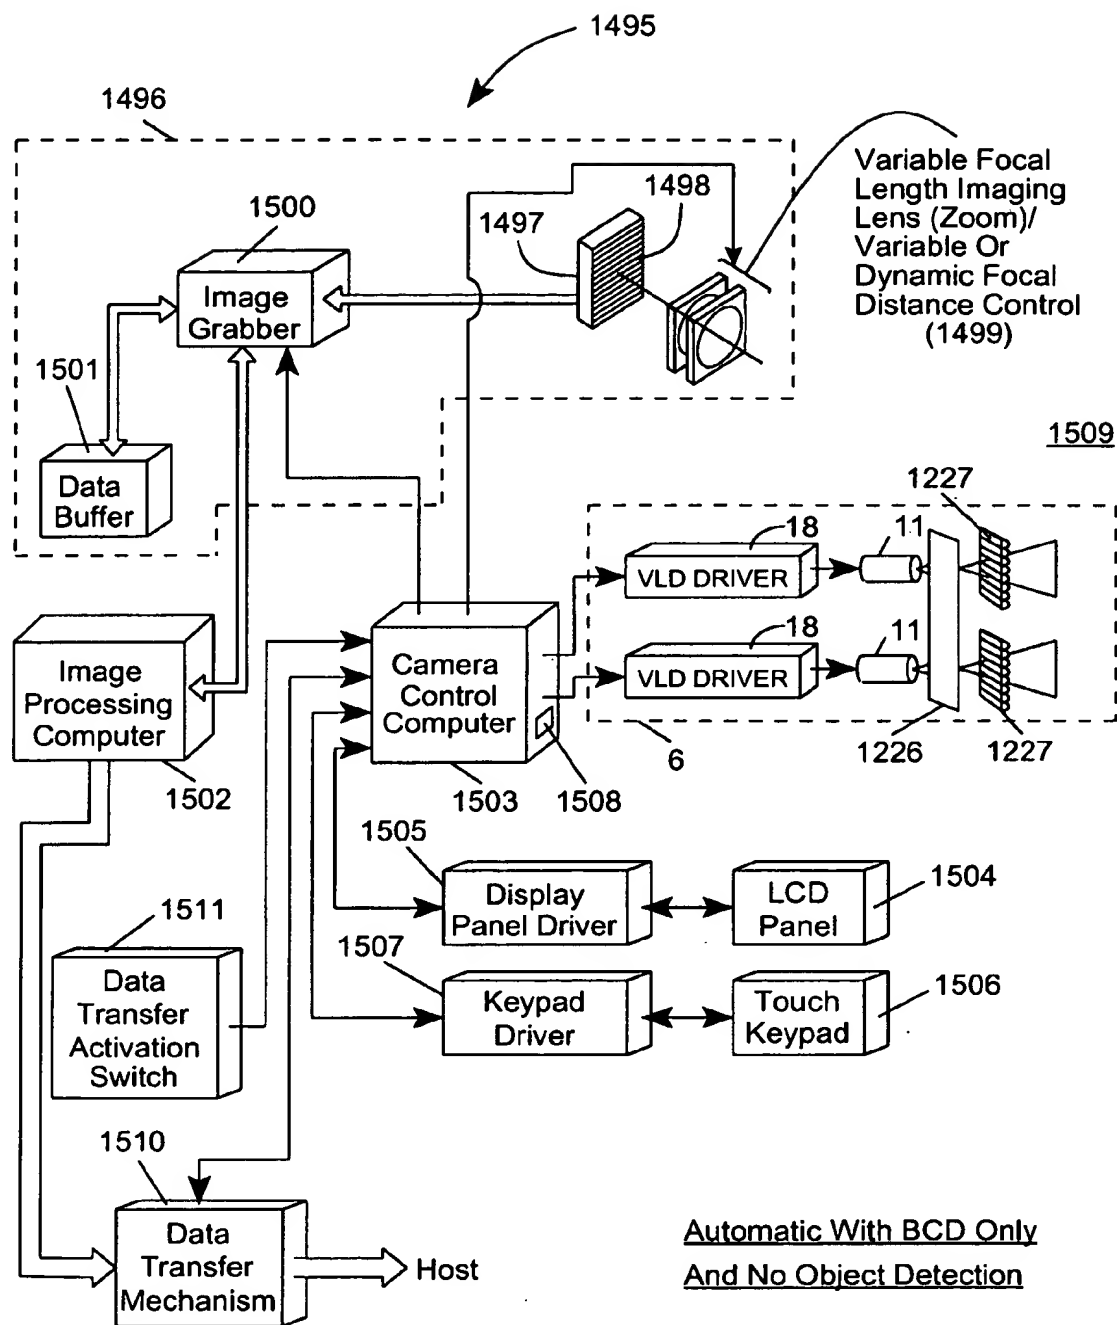 1495
1496
Variable Focal
Length Imaging
Lens (Zoom)/
Variable Or
Dynamic Focal
Distance Control
(1499)
1498
1497
1500
Image
Grabber
1501
Data
Buffer
1509
1227
18
11
VLD DRIVER
18
11
VLD DRIVER
6
1226
1227
Image
Processing
Computer
1502
Camera
Control
Computer
1503
1508
1505
Display
Panel Driver
LCD
Panel
1504
1511
Data
Transfer
Activation
Switch
1507
Keypad
Driver
Touch
Keypad
1506
1510
Data
Transfer
Mechanism
Host
Automatic With BCD Only
And No Object Detection